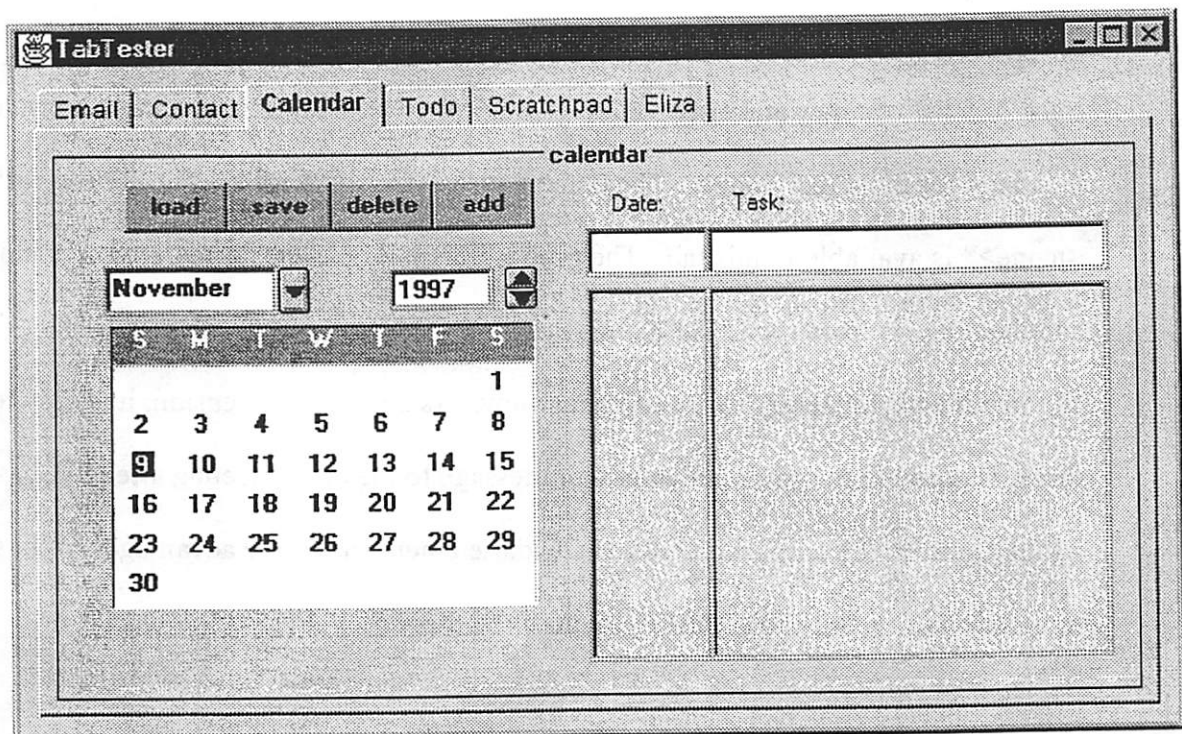 TabTester
Email Contact Calendar Todo Scratchpad Eliza
calendar
load save delete add
Date: Task:
November 1997
S M T W T F S
1
2 3 4 5 6 7 8
9 10 11 12 13 14 15
16 17 18 19 20 21 22
23 24 25 26 27 28 29
30